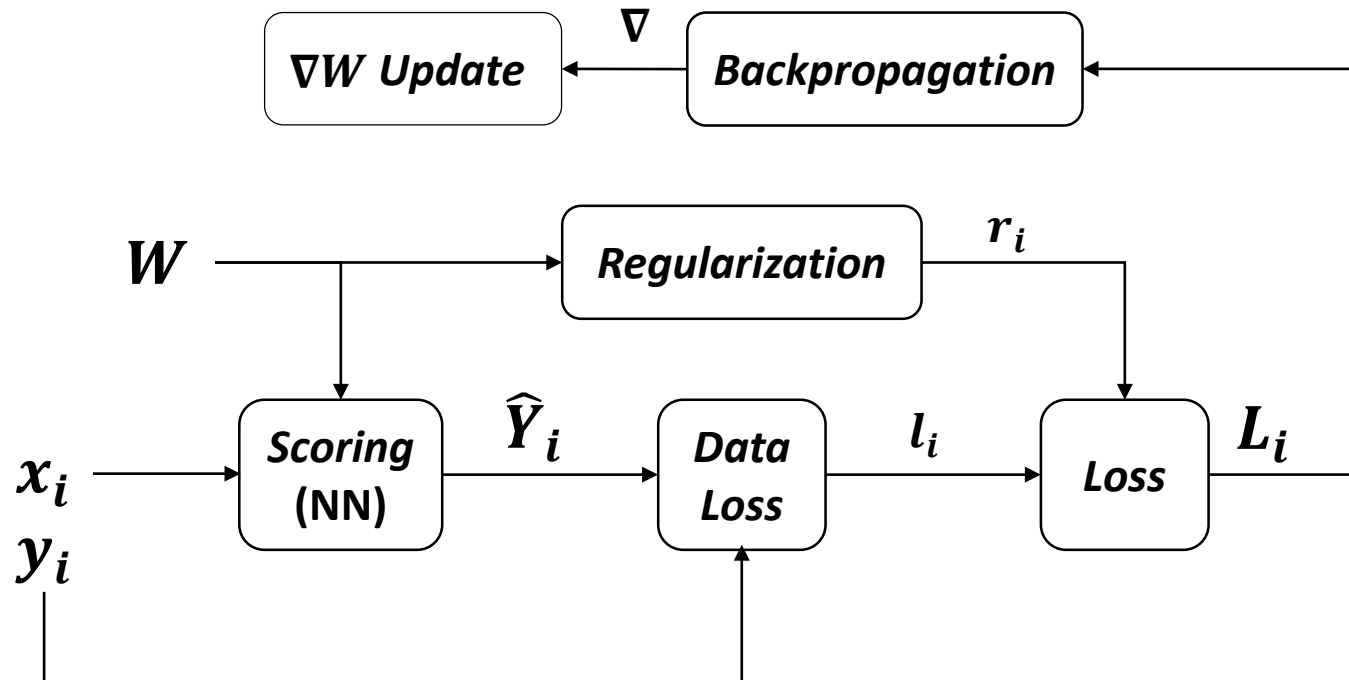 ∇
∇W Update
Backpropagation
W
Regularization
rᵢ
xᵢ
yᵢ
Scoring
(NN)
Ŷᵢ
Data
Loss
lᵢ
Loss
Lᵢ